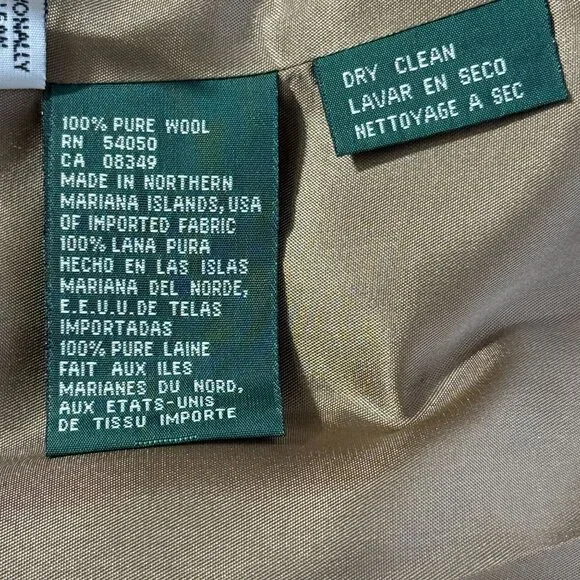 100% PURE WOOL
RN 54050
CA 08349
MADE IN NORTHERN
MARIANA ISLANDS,USA
OF IMPORTED FABRIC
100% LANA PURA
HECHO EN LAS ISLAS
MARIANA DEL NORDE,
E.E.U.U.DE TELAS
IMPORTADAS
100% PURE LAINE
FAIT AUX ILES
MARIANES DU NORD,
AUX ETATS-UNIS
DE TISSU IMPORTE
DRY CLEAN
LAVAR EN SECO
NETTOYAGE A SEC